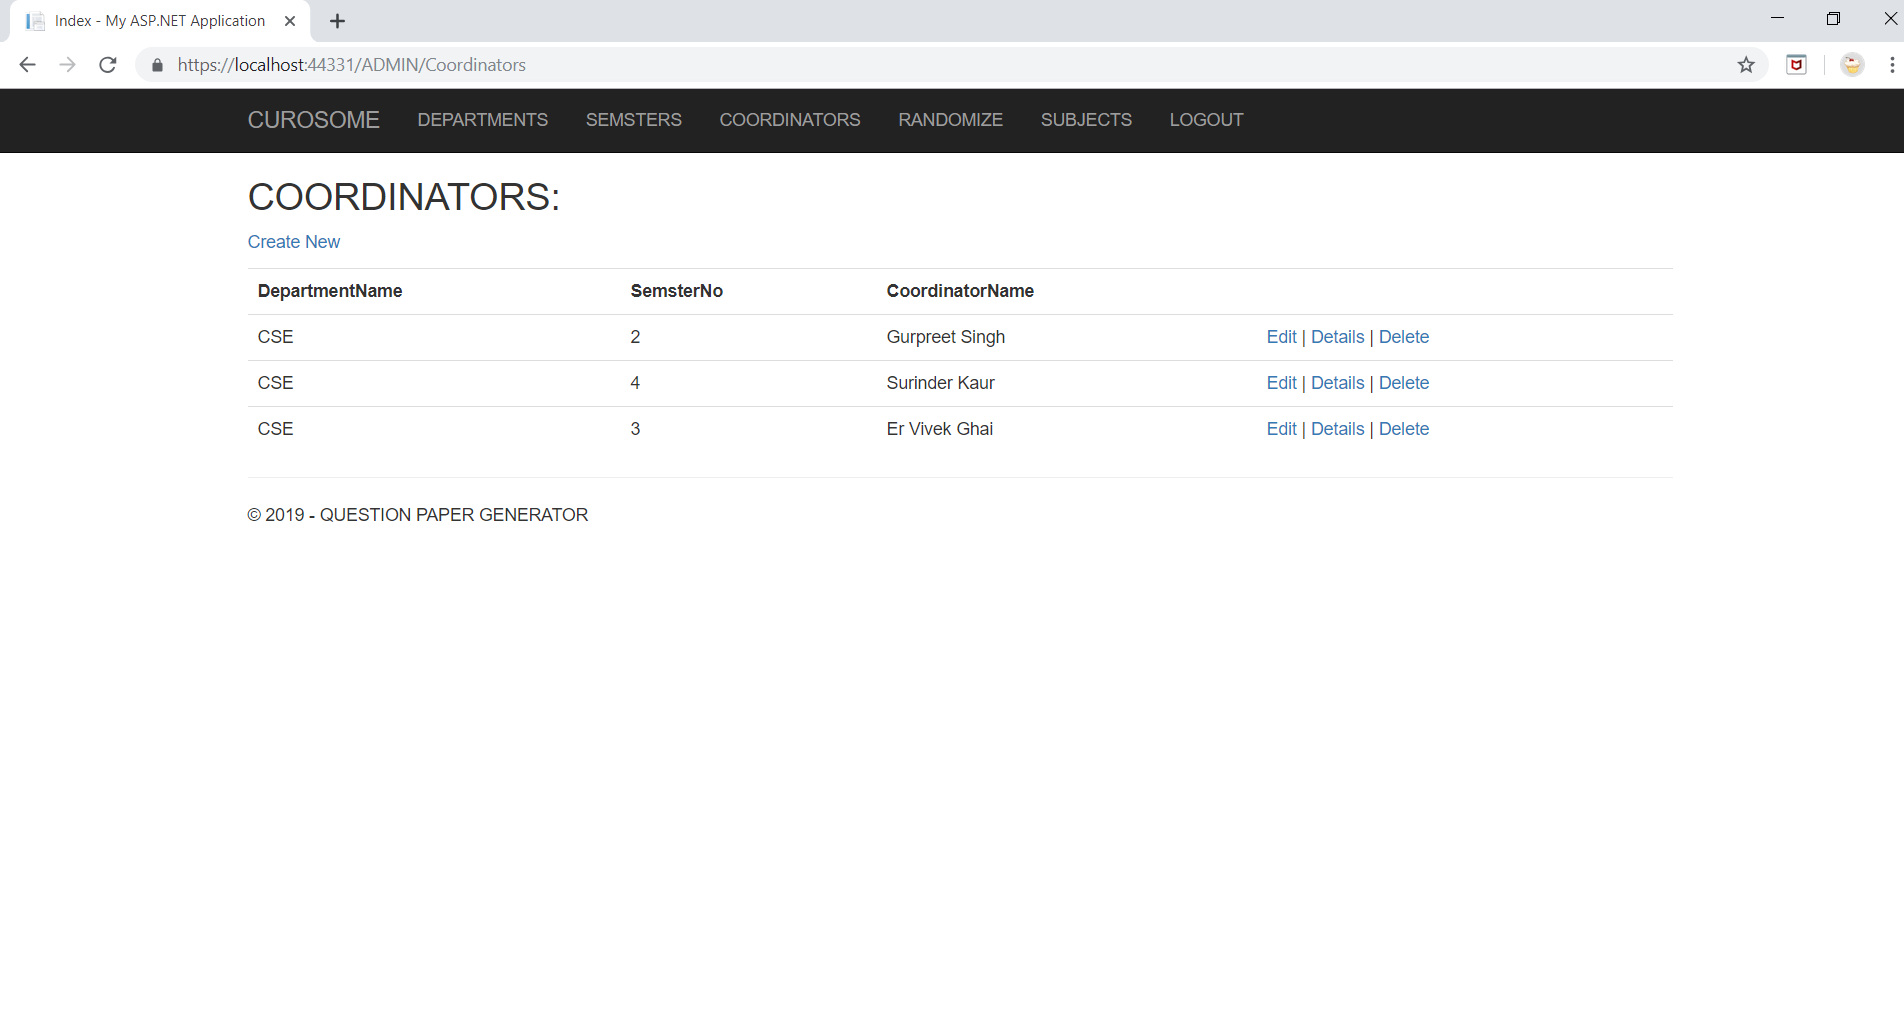 Index - My ASP.NET Application
https://localhost:44331/ADMIN/Coordinators
CUROSOME DEPARTMENTS SEMSTERS COORDINATORS RANDOMIZE SUBJECTS LOGOUT
COORDINATORS:
Create New
DepartmentName SemsterNo CoordinatorName
CSE 2 Gurpreet Singh Edit | Details | Delete
CSE 4 Surinder Kaur Edit | Details | Delete
CSE 3 Er Vivek Ghai Edit | Details | Delete
© 2019 - QUESTION PAPER GENERATOR